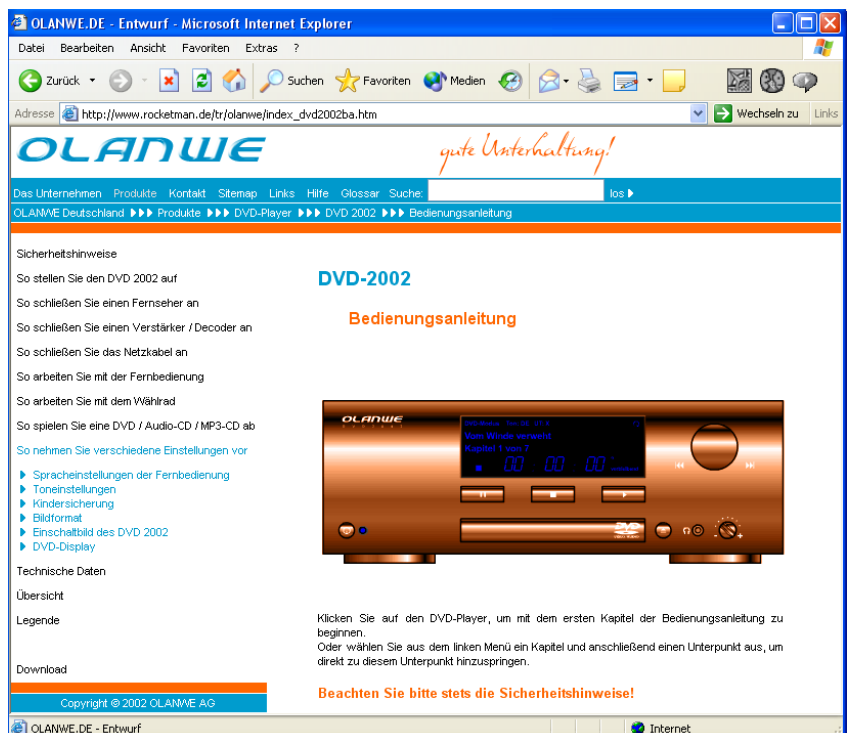 OLANWE.DE - Entwurf - Microsoft Internet Explorer
Datei Bearbeiten Ansicht Favoriten Extras ?
Zurück Suchen Favoriten Medien
Adresse http://www.rocketman.de/tr/olanwe/index_dvd2002ba.htm Wechseln zu Links
OLANWE gute Unterhaltung!
Das Unternehmen Produkte Kontakt Sitemap Links Hilfe Glossar Suche: los
OLANWE Deutschland Produkte DVD-Player DVD 2002 Bedienungsanleitung
Sicherheitshinweise
So stellen Sie den DVD 2002 auf
So schließen Sie einen Fernseher an
So schließen Sie einen Verstärker / Decoder an
So schließen Sie das Netzkabel an
So arbeiten Sie mit der Fernbedienung
So arbeiten Sie mit dem Wählrad
So spielen Sie eine DVD / Audio-CD / MP3-CD ab
So nehmen Sie verschiedene Einstellungen vor
Spracheinstellungen der Fernbedienung
Toneinstellungen
Kindersicherung
Bildformat
Einschaltbild des DVD 2002
DVD-Display
Technische Daten
Übersicht
Legende
Download
Copyright © 2002 OLANWE AG
DVD-2002
Bedienungsanleitung
OLANWE
Vom Winde verweht
Kapitel 1 von 7
00 00 00
DVD
Klicken Sie auf den DVD-Player, um mit dem ersten Kapitel der Bedienungsanleitung zu
beginnen.
Oder wählen Sie aus dem linken Menü ein Kapitel und anschließend einen Unterpunkt aus, um
direkt zu diesem Unterpunkt hinzuspringen.
Beachten Sie bitte stets die Sicherheitshinweise!
OLANWE.DE - Entwurf Internet